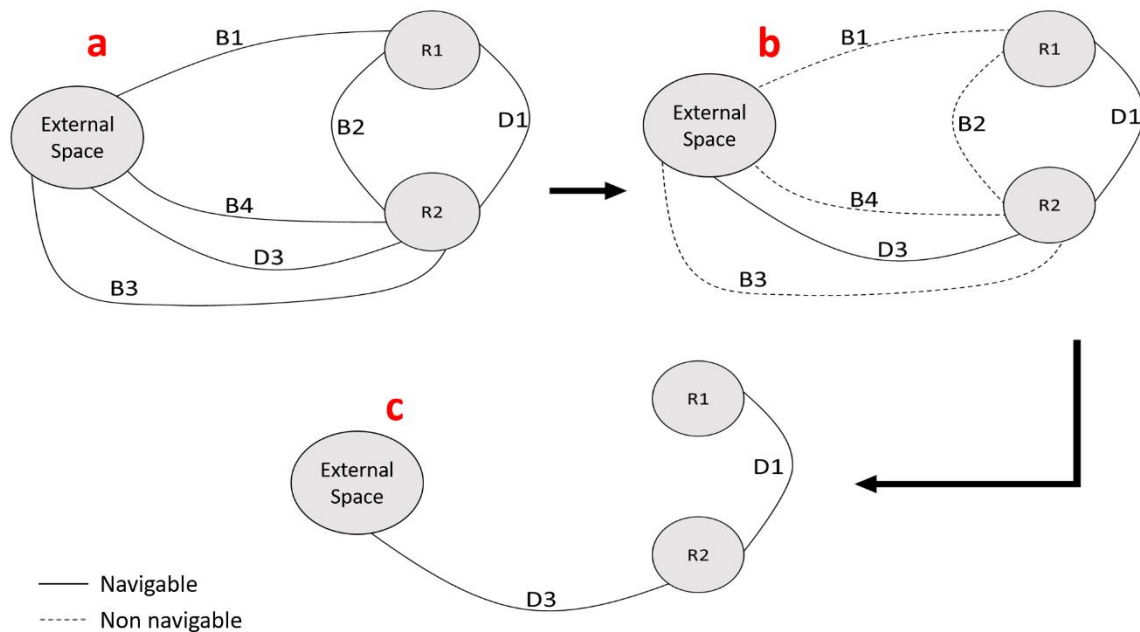 a
B1
R1
External
Space
B2
D1
B4
R2
D3
B3
b
B1
R1
External
Space
B2
D1
B4
R2
D3
B3
c
R1
External
Space
D1
R2
D3
Navigable
Non navigable